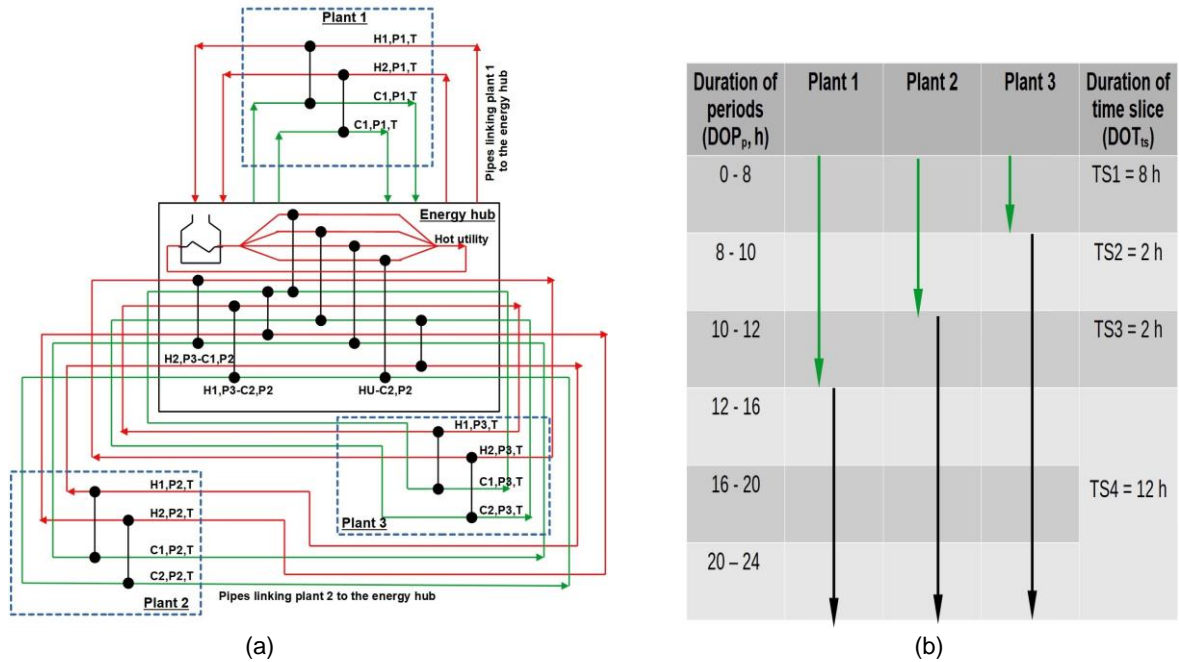 Plant 1
H1,P1,T
H2,P1,T
C1,P1,T
C1,P1,T
Pipes linking plant 1
to the energy hub
Energy hub
Hot utility
H2,P3-C1,P2
H1,P3-C2,P2
HU-C2,P2
H1,P3,T
H2,P3,T
C1,P3,T
C2,P3,T
Plant 3
H1,P2,T
H2,P2,T
C1,P2,T
C2,P2,T
Plant 2
Pipes linking plant 2 to the energy hub
(a)
Duration of
periods
(DOPp, h)
Plant 1
Plant 2
Plant 3
Duration of
time slice
(DOTts)
0 - 8
TS1 = 8 h
8 - 10
TS2 = 2 h
10 - 12
TS3 = 2 h
12 - 16
16 - 20
TS4 = 12 h
20 – 24
(b)